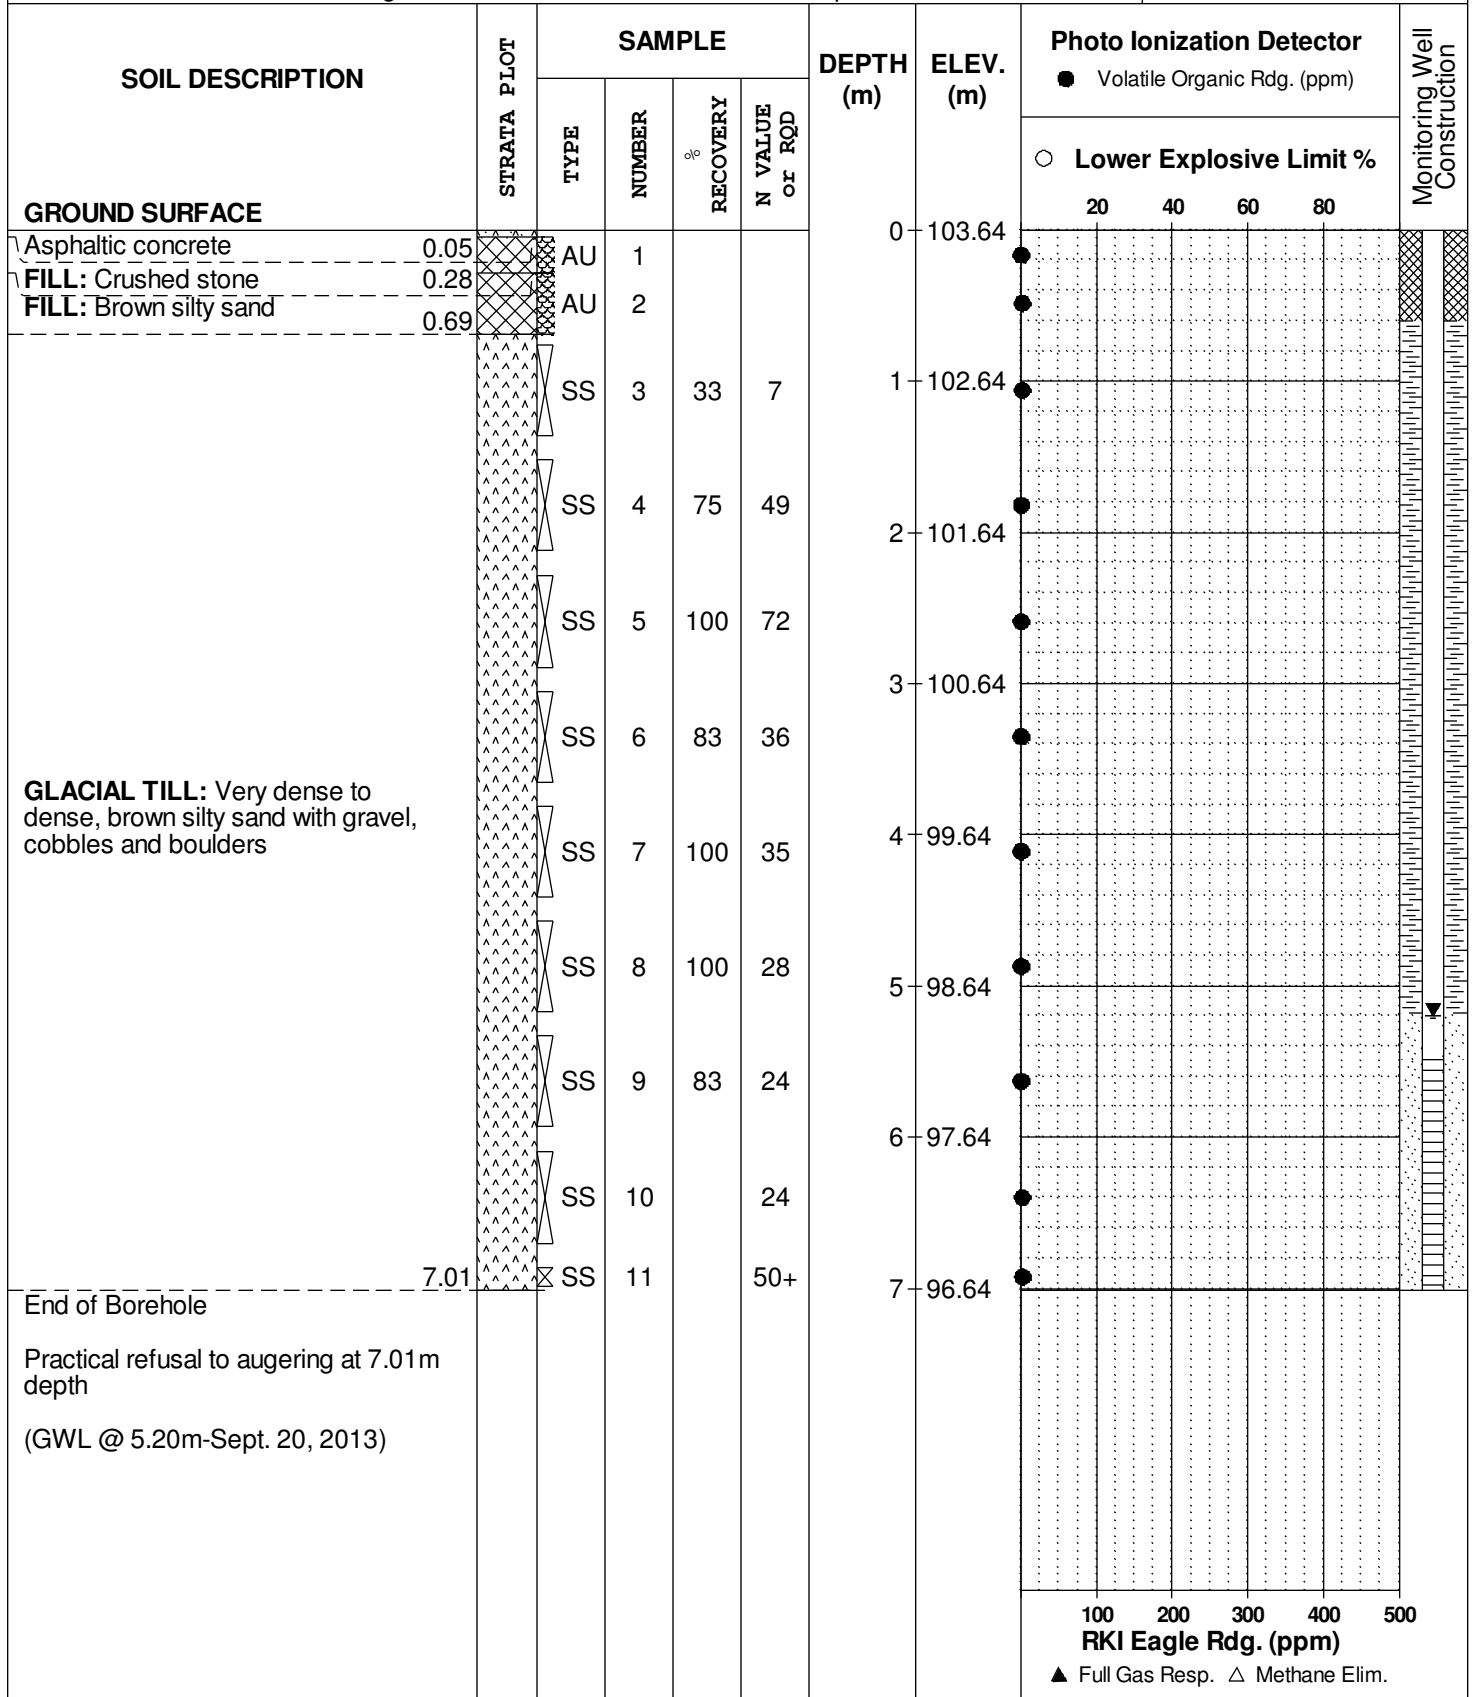 SOIL DESCRIPTION
STRATA PLOT
SAMPLE
TYPE
NUMBER
% RECOVERY
N VALUE or RQD
DEPTH (m)
ELEV. (m)
Photo Ionization Detector
● Volatile Organic Rdg. (ppm)
○ Lower Explosive Limit %
Monitoring Well Construction
20 40 60 80
GROUND SURFACE
0 103.64
Asphaltic concrete 0.05
AU 1
FILL: Crushed stone 0.28
FILL: Brown silty sand
0.69
AU 2
1 102.64
SS 3 33 7
SS 4 75 49
2 101.64
SS 5 100 72
3 100.64
SS 6 83 36
GLACIAL TILL: Very dense to
dense, brown silty sand with gravel,
cobbles and boulders
4 99.64
SS 7 100 35
SS 8 100 28
5 98.64
SS 9 83 24
6 97.64
SS 10 24
7.01 SS 11 50+
7 96.64
End of Borehole
Practical refusal to augering at 7.01m
depth
(GWL @ 5.20m-Sept. 20, 2013)
100 200 300 400 500
RKI Eagle Rdg. (ppm)
▲ Full Gas Resp. △ Methane Elim.